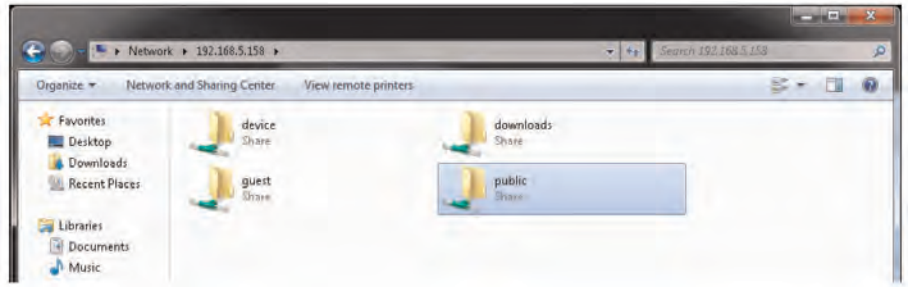 Network ▸ 192.168.5.158 ▸
Search 192.168.5.158
Organize Network and Sharing Center View remote printers
Favorites
Desktop
Downloads
Recent Places
Libraries
Documents
Music
device
Share
downloads
Share
guest
Share
public
Share